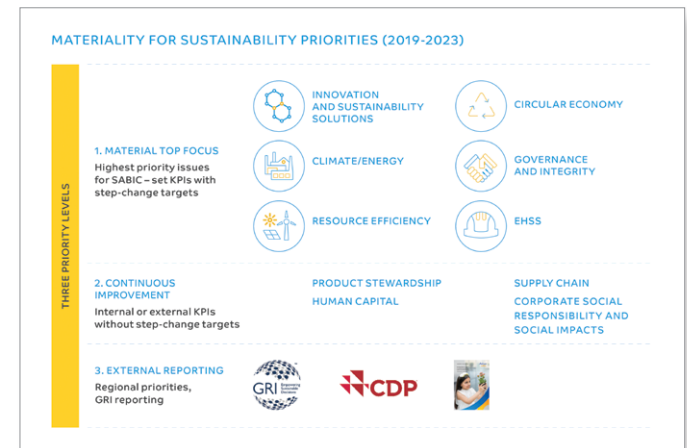 MATERIALITY FOR SUSTAINABILITY PRIORITIES (2019-2023)
THREE PRIORITY LEVELS
1. MATERIAL TOP FOCUS
Highest priority issues
for SABIC – set KPIs with
step-change targets
INNOVATION
AND SUSTAINABILITY
SOLUTIONS
CIRCULAR ECONOMY
CLIMATE/ENERGY
GOVERNANCE
AND INTEGRITY
RESOURCE EFFICIENCY
EHSS
2. CONTINUOUS
IMPROVEMENT
Internal or external KPIs
without step-change targets
PRODUCT STEWARDSHIP
HUMAN CAPITAL
SUPPLY CHAIN
CORPORATE SOCIAL
RESPONSIBILITY AND
SOCIAL IMPACTS
3. EXTERNAL REPORTING
Regional priorities,
GRI reporting
GRI
CDP